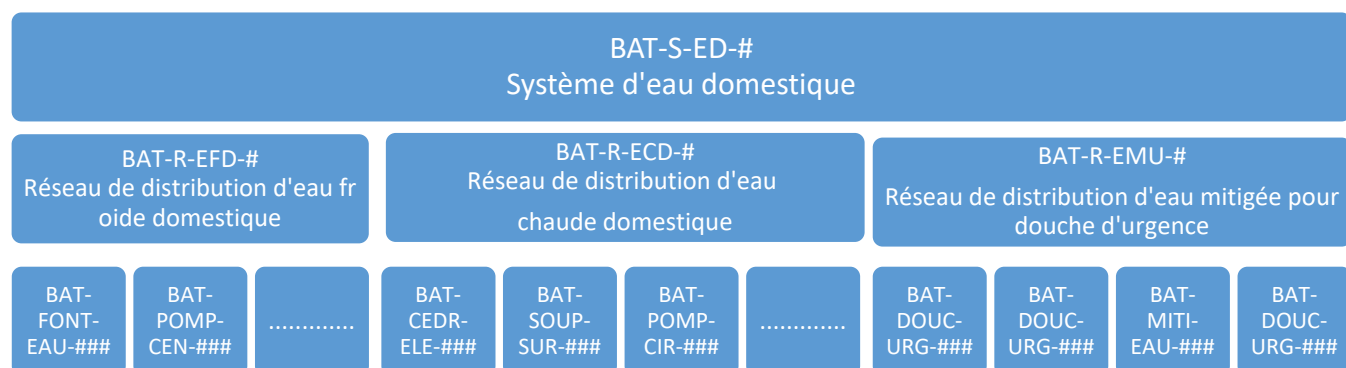 BAT-S-ED-#
Système d'eau domestique
BAT-R-EFD-#
Réseau de distribution d'eau fr
oide domestique
BAT-R-ECD-#
Réseau de distribution d'eau
chaude domestique
BAT-R-EMU-#
Réseau de distribution d'eau mitigée pour
douche d'urgence
BAT-
FONT-
EAU-###
BAT-
POMP-
CEN-###
.............
BAT-
CEDR-
ELE-###
BAT-
SOUP-
SUR-###
BAT-
POMP-
CIR-###
.............
BAT-
DOUC-
URG-###
BAT-
DOUC-
URG-###
BAT-
MITI-
EAU-###
BAT-
DOUC-
URG-###